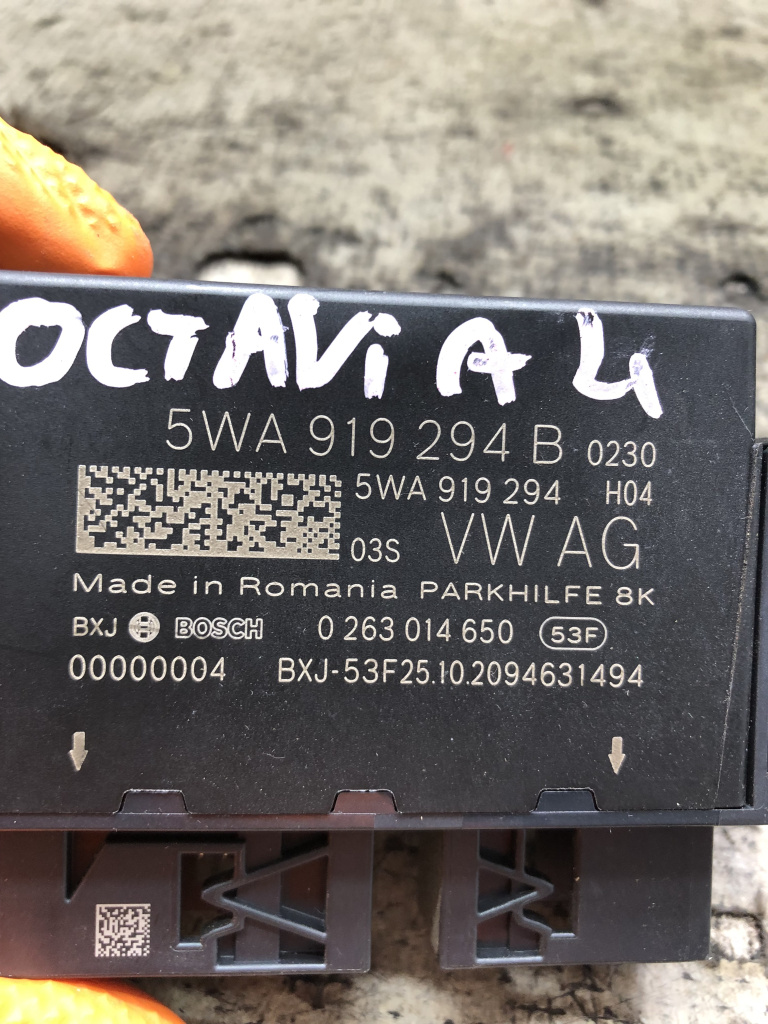 OCTAViA 4
5WA 919 294 B 0230
5WA 919 294 H04
03S VW AG
Made in Romania PARKHILFE 8K
BXJ BOSCH 0 263 014 650 53F
00000004 BXJ-53F25.10.2094631494